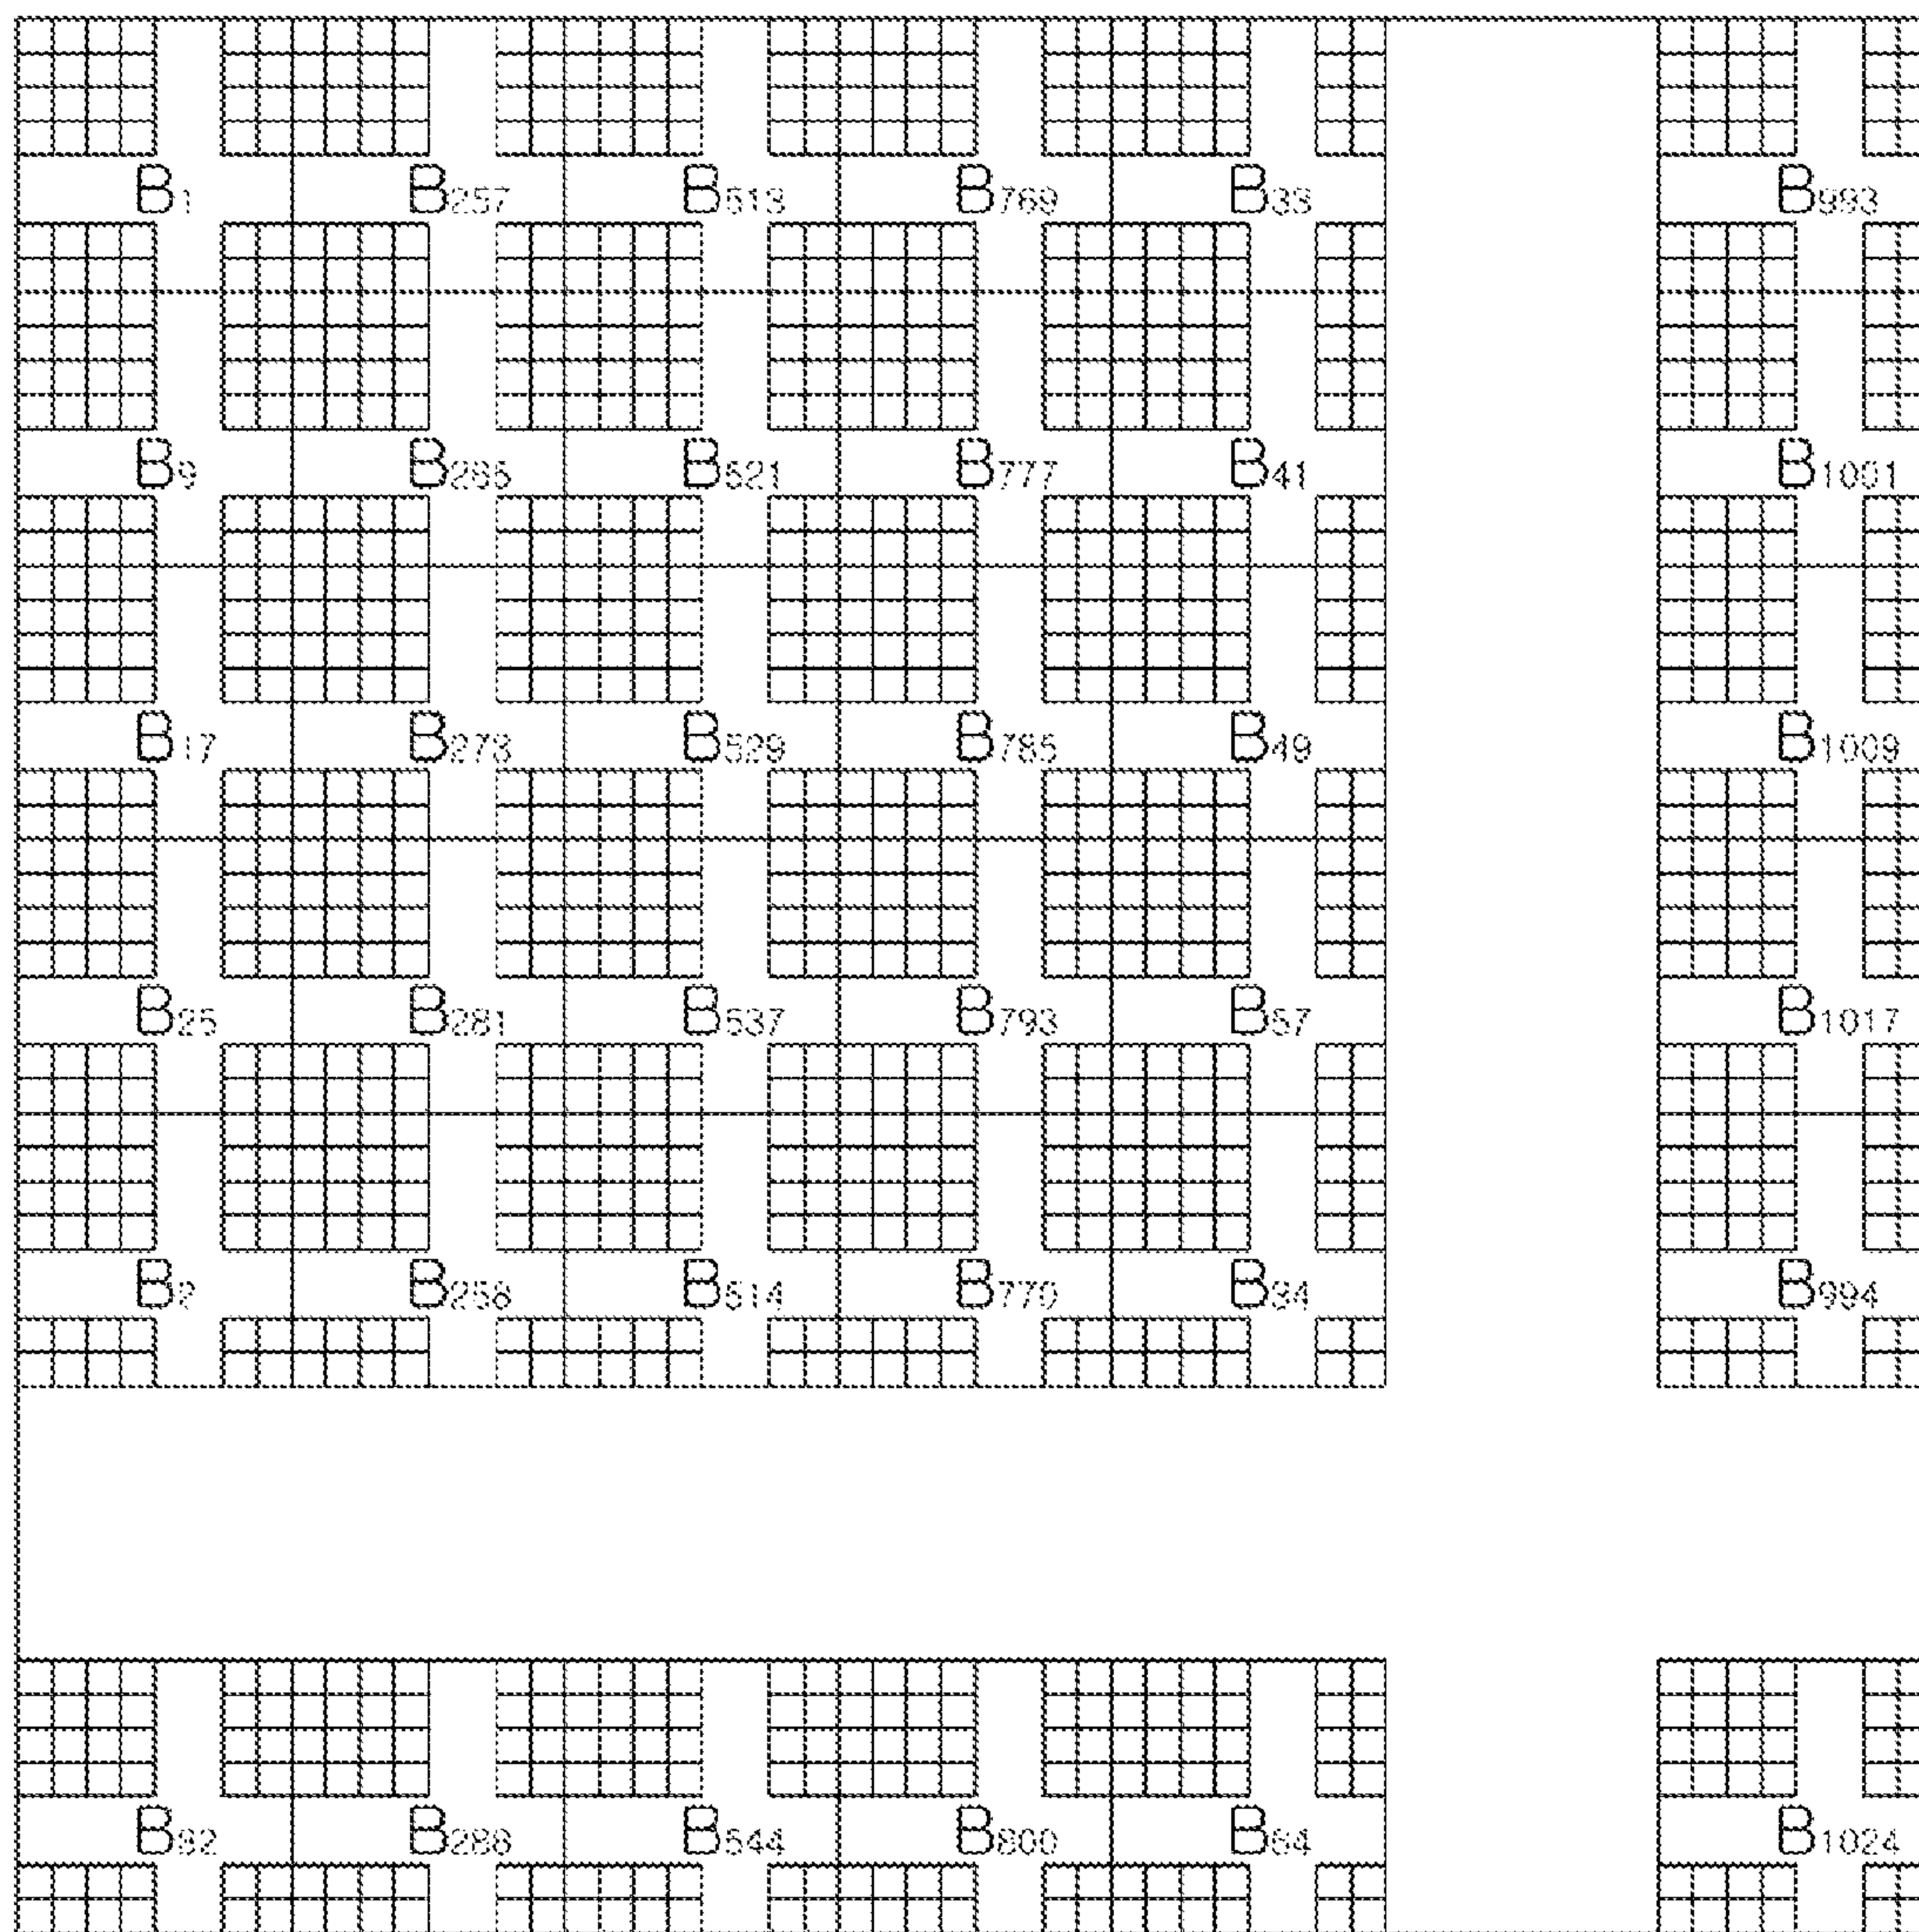 B1 B257 B513 B769 B33 B993
B9 B265 B521 B777 B41 B1001
B17 B273 B529 B785 B49 B1009
B25 B281 B537 B793 B57 B1017
B2 B258 B514 B770 B34 B994
B32 B288 B544 B800 B64 B1024